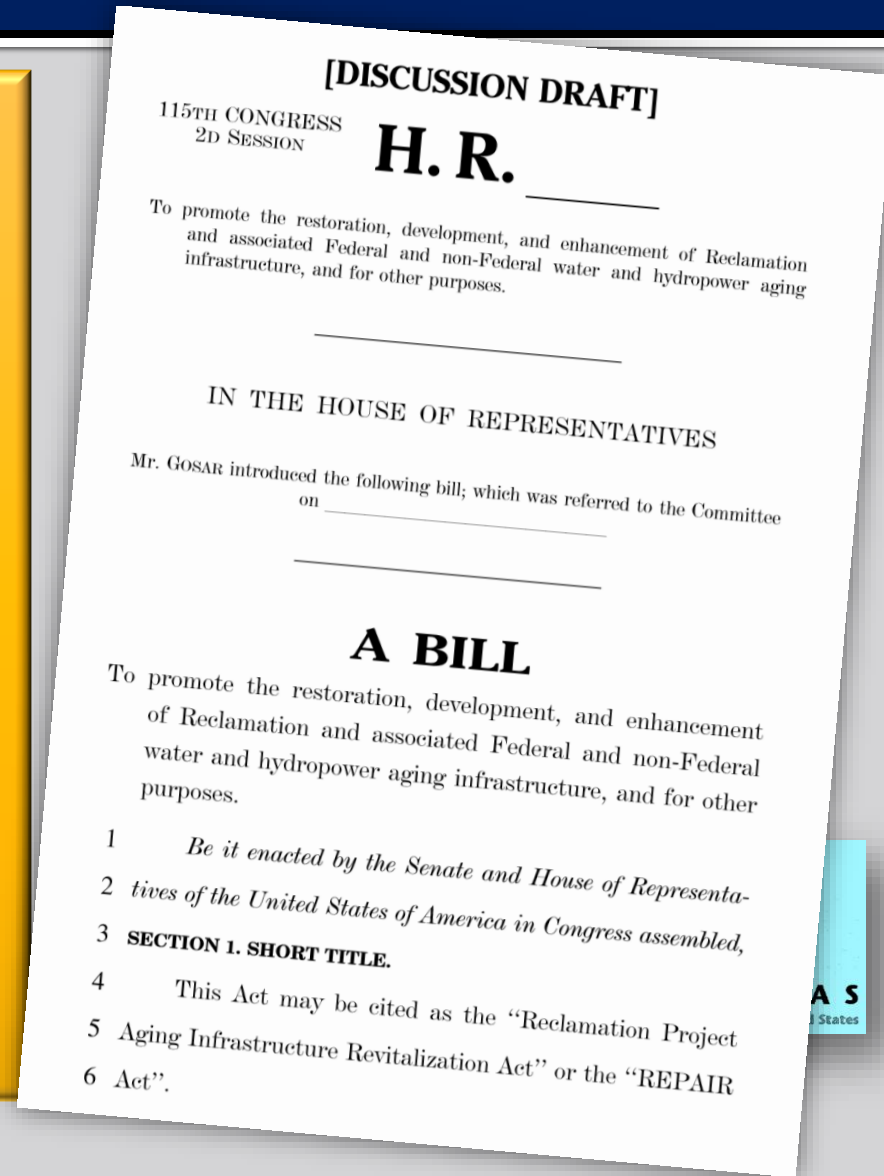 [DISCUSSION DRAFT]
115TH CONGRESS
2D SESSION
H. R.
To promote the restoration, development, and enhancement of Reclamation
and associated Federal and non-Federal water and hydropower aging
infrastructure, and for other purposes.
IN THE HOUSE OF REPRESENTATIVES
Mr. GOSAR introduced the following bill; which was referred to the Committee
on
A BILL
To promote the restoration, development, and enhancement
of Reclamation and associated Federal and non-Federal
water and hydropower aging infrastructure, and for other
purposes.
1 Be it enacted by the Senate and House of Representa-
2 tives of the United States of America in Congress assembled,
3 SECTION 1. SHORT TITLE.
4 This Act may be cited as the “Reclamation Project
5 Aging Infrastructure Revitalization Act” or the “REPAIR
6 Act”.
A S
States